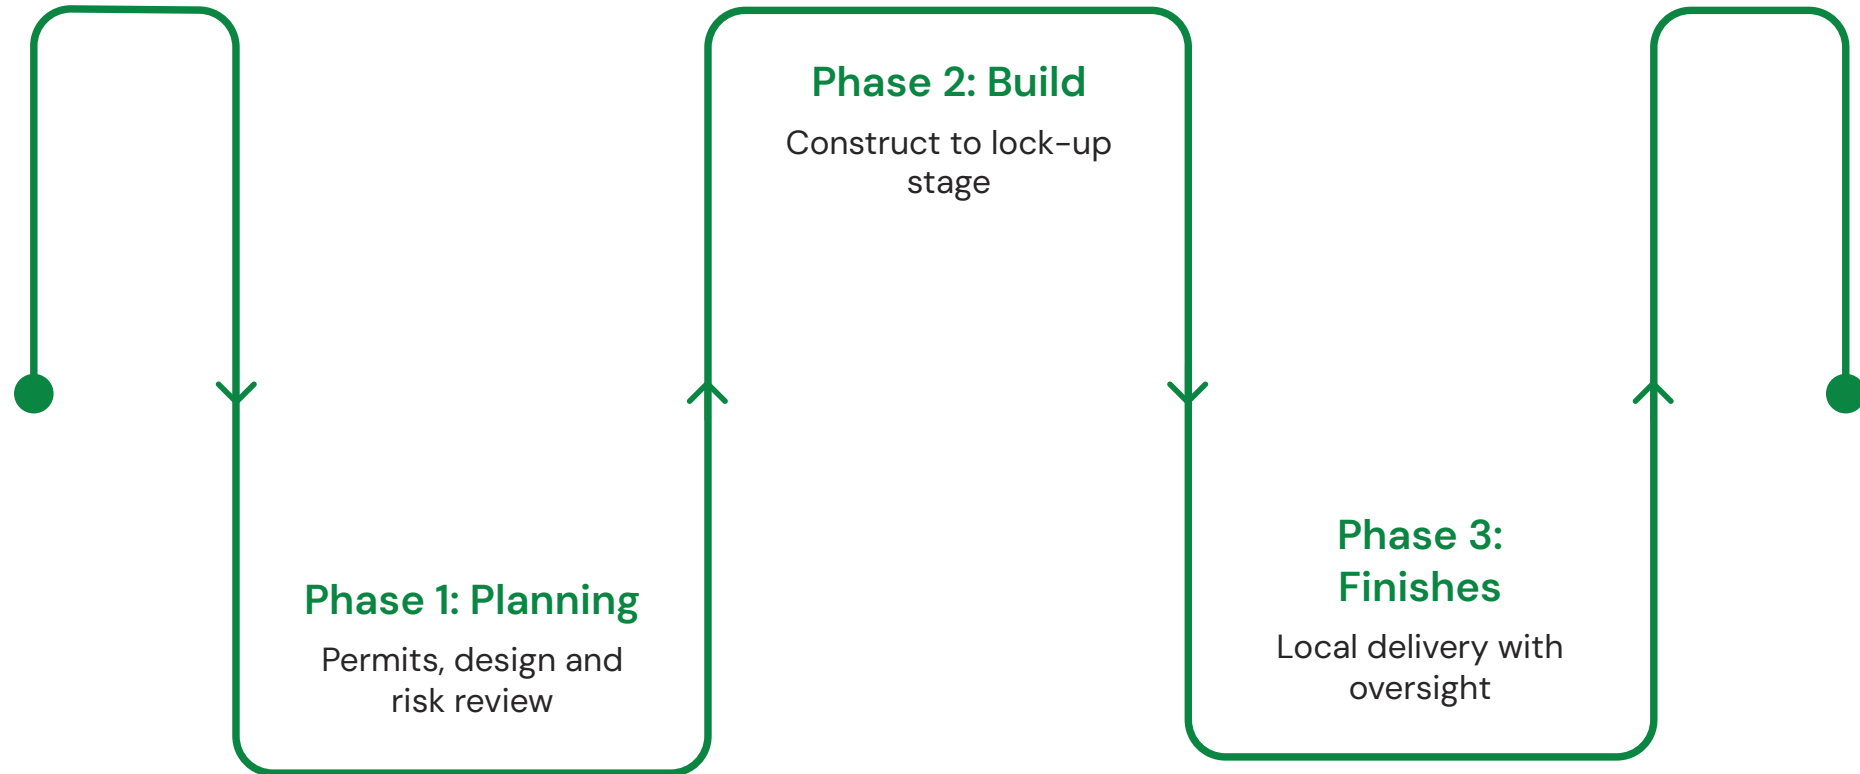 Phase 1: Planning
Permits, design and
risk review
Phase 2: Build
Construct to lock-up
stage
Phase 3:
Finishes
Local delivery with
oversight